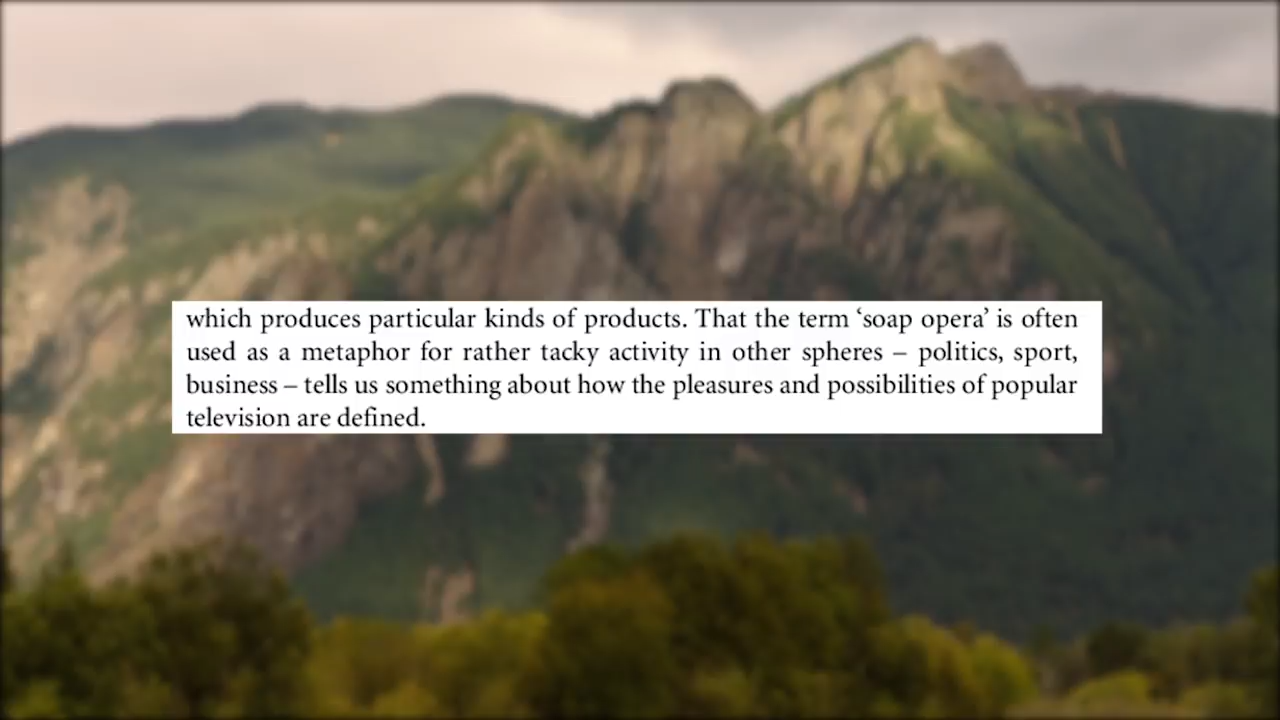 which produces particular kinds of products. That the term ‘soap opera’ is often
used as a metaphor for rather tacky activity in other spheres – politics, sport,
business – tells us something about how the pleasures and possibilities of popular
television are defined.